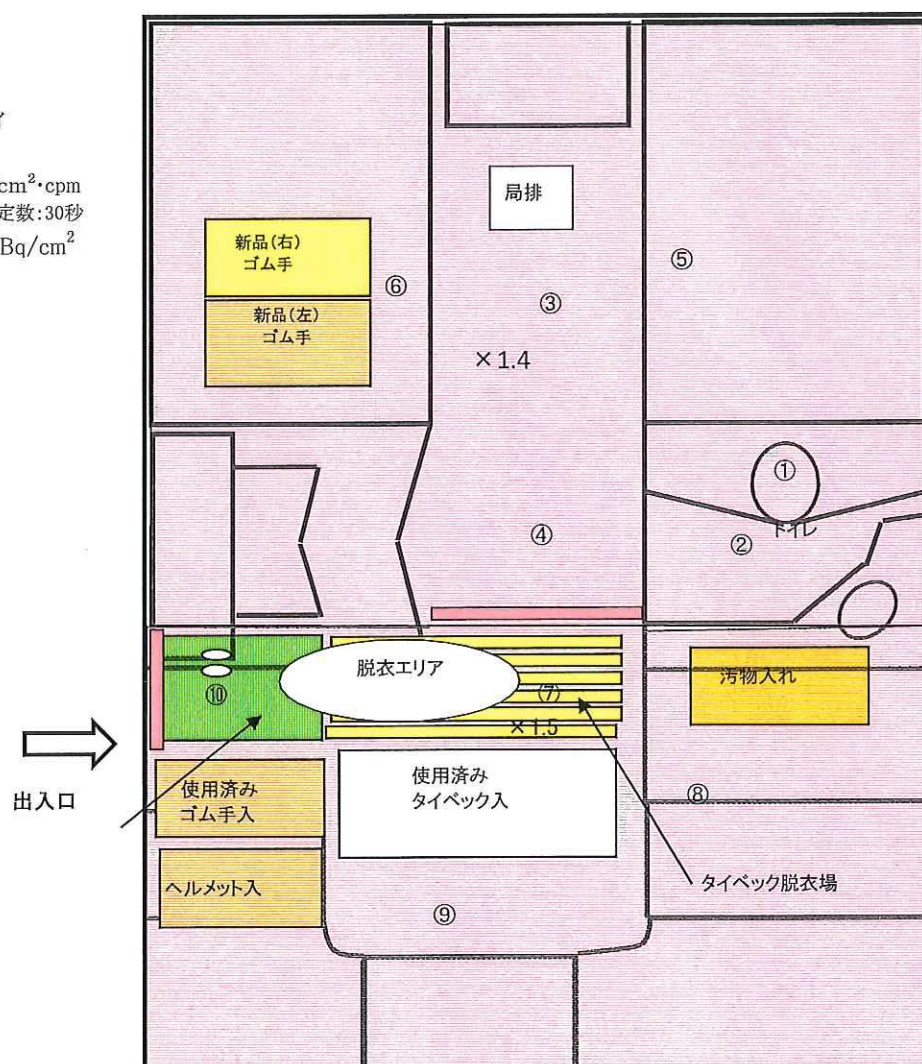 cm²・cpm
定数:30秒
Bq/cm²
局排
新品(右)
ゴム手
⑥
⑤
③
新品(左)
ゴム手
×1.4
①
④
②
トイレ
脱衣エリア
⑩
⑦
汚物入れ
×1.5
出入口
使用済み
ゴム手入
使用済み
タイベック入
⑧
ヘルメット入
タイベック脱衣場
⑨